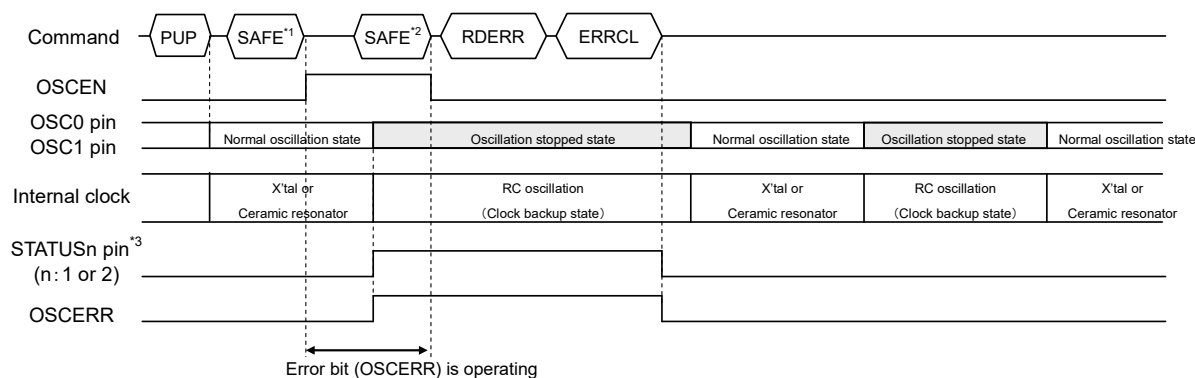 Command PUP SAFE*1 SAFE*2 RDERR ERRCL
OSCEN
OSC0 pin
OSC1 pin
Normal oscillation state Oscillation stopped state Normal oscillation state Oscillation stopped state Normal oscillation state
Internal clock
X'tal or RC oscillation X'tal or RC oscillation X'tal or
Ceramic resonator (Clock backup state) Ceramic resonator (Clock backup state) Ceramic resonator
STATUSn pin*3
(n: 1 or 2)
OSCERR
Error bit (OSCERR) is operating